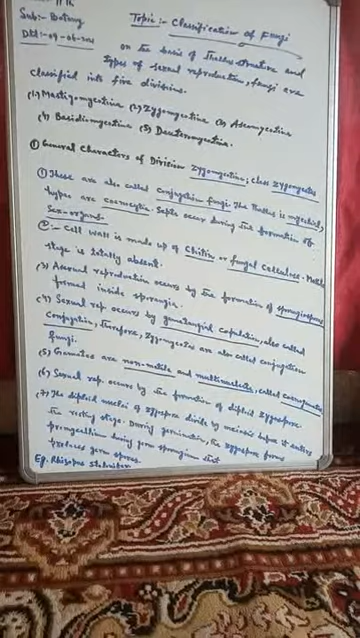 Sub:- Botany
Topic :- Classification of Fungi
on the basis of Thallus structure and
types of sexual reproduction, fungi are
classified into five divisions.
(1) Mastigomycotina (2) Zygomycotina (3) Ascomycotina
(4) Basidiomycotina (5) Deuteromycotina.
① General Characters of Division Zygomycotina; Class Zygomycetes
① These are also called Conjugation fungi. The Thallus is mycelial,
hyphae are coenocytic. Septa occur during the formation of
Sex-organs.
②:- Cell wall is made up of Chitin or fungal cellulose. Motile
stage is totally absent.
(3) Asexual reproduction occurs by the formation of sporangiospores
formed inside sporangia.
(4) Sexual rep. occurs by gametangial copulation, also called
Conjugation, therefore, Zygomycetes are also called conjugation
fungi.
(5) Gametes are non-motile and multinucleate, called coenogametes
(6) Sexual rep. occurs by the formation of diploid Zygospore
(7) The diploid nuclei of zygospore divide by meiosis before it enters
the resting stage. During germination, the zygospore forms
promycelium during germ sporangium that
produces germ spores.
Eg. Rhizopus stolonifer